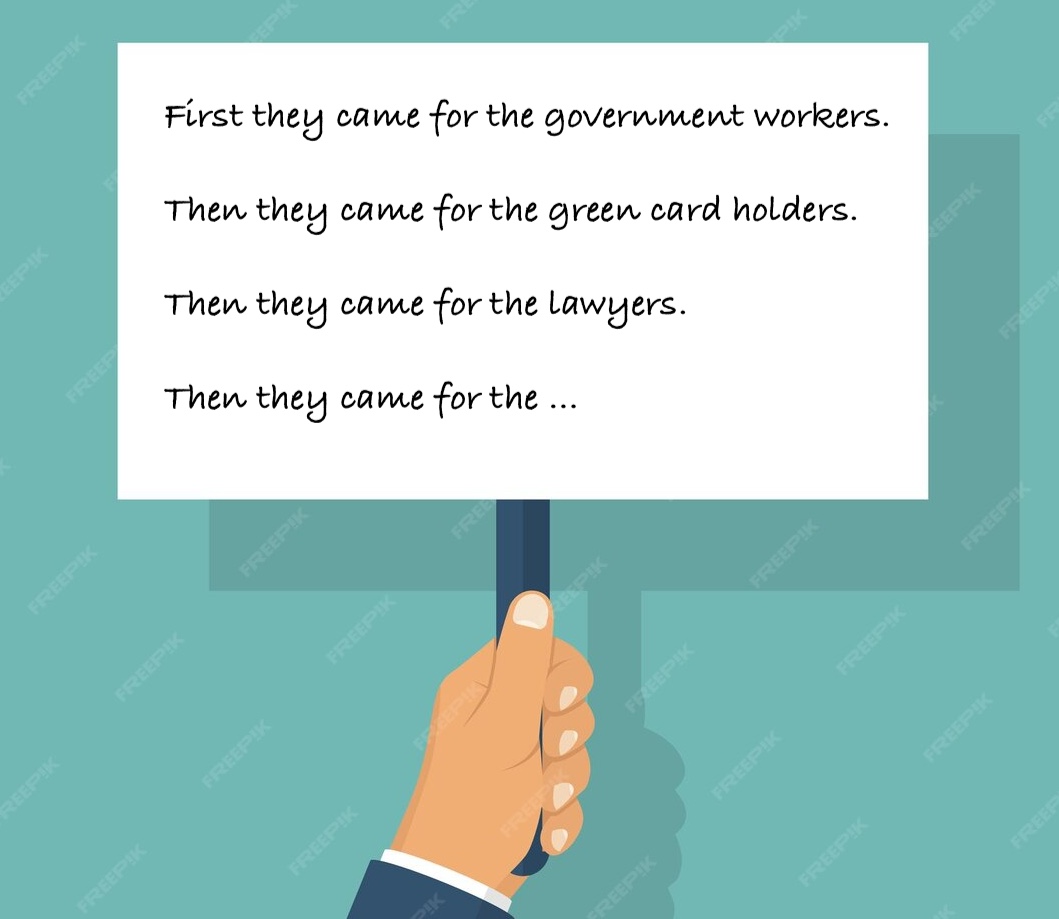 First they came for the government workers.
Then they came for the green card holders.
Then they came for the lawyers.
Then they came for the ...
FREEPIK